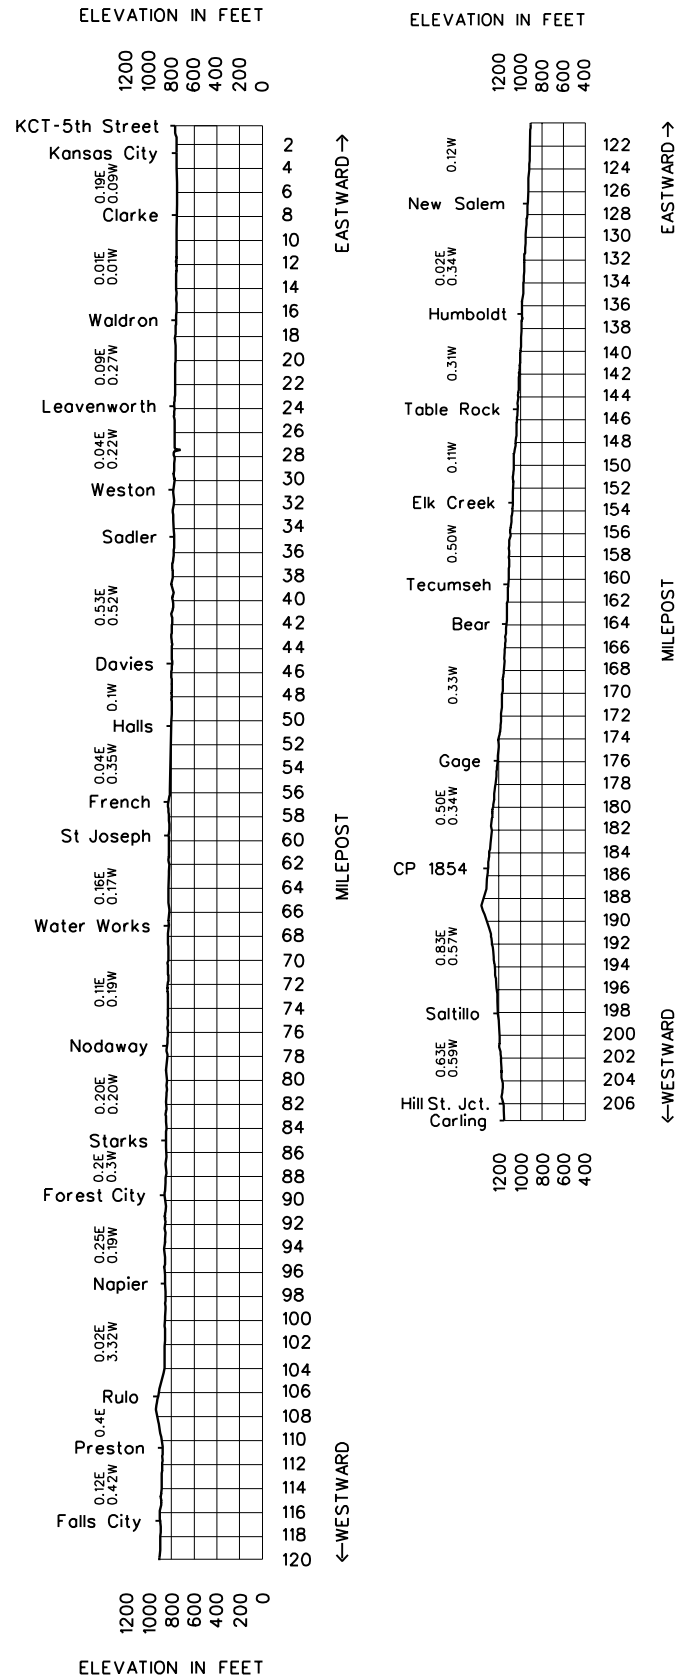 ELEVATION IN FEET
1200 1000 800 600 400 200 0
KCT-5th Street
2
Kansas City
4
0.19E
0.09W
6
Clarke
8
10
0.01E
0.01W
12
14
16
Waldron
18
0.09E
0.27W
20
22
Leavenworth
24
26
0.04E
0.22W
28
30
Weston
32
34
Sadler
36
38
0.53E
0.52W
40
42
44
Davies
46
0.1W
48
Halls
50
52
0.04E
0.35W
54
56
French
58
St Joseph
60
62
0.16E
0.17W
64
66
Water Works
68
70
0.11E
0.19W
72
74
76
Nodaway
78
0.20E
0.20W
80
82
84
Starks
86
0.2E
0.3W
88
Forest City
90
92
0.25E
0.19W
94
96
Napier
98
100
0.02E
3.32W
102
104
Rulo
106
0.4E
108
Preston
110
112
0.12E
0.42W
114
116
Falls City
118
120
EASTWARD→
MILEPOST
←WESTWARD
1200 1000 800 600 400 200 0
ELEVATION IN FEET
ELEVATION IN FEET
1200 1000 800 600 400
122
0.12W
124
126
New Salem
128
130
0.02E
0.34W
132
134
136
Humboldt
138
0.31W
140
142
144
Table Rock
146
148
0.11W
150
152
Elk Creek
154
0.50W
156
158
160
Tecumseh
162
Bear
164
166
0.33W
168
170
172
174
Gage
176
178
0.50E
0.34W
180
182
184
CP 1854
186
188
190
0.83E
0.57W
192
194
196
Saltillo
198
200
0.63E
0.59W
202
204
Hill St. Jct.
206
Carling
EASTWARD→
MILEPOST
←WESTWARD
1200 1000 800 600 400